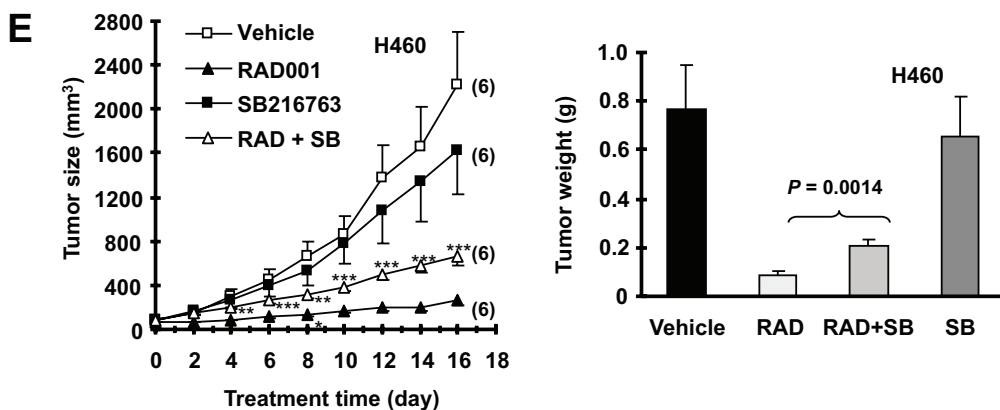 E
2800
2400
2000
1600
1200
800
400
0
Tumor size (mm³)
Vehicle
RAD001
SB216763
RAD + SB
H460
(6)
(6)
(6)
(6)
**
***
**
*
***
***
***
***
0 2 4 6 8 10 12 14 16 18
Treatment time (day)
1.0
0.8
0.6
0.4
0.2
0
Tumor weight (g)
H460
P = 0.0014
Vehicle RAD RAD+SB SB